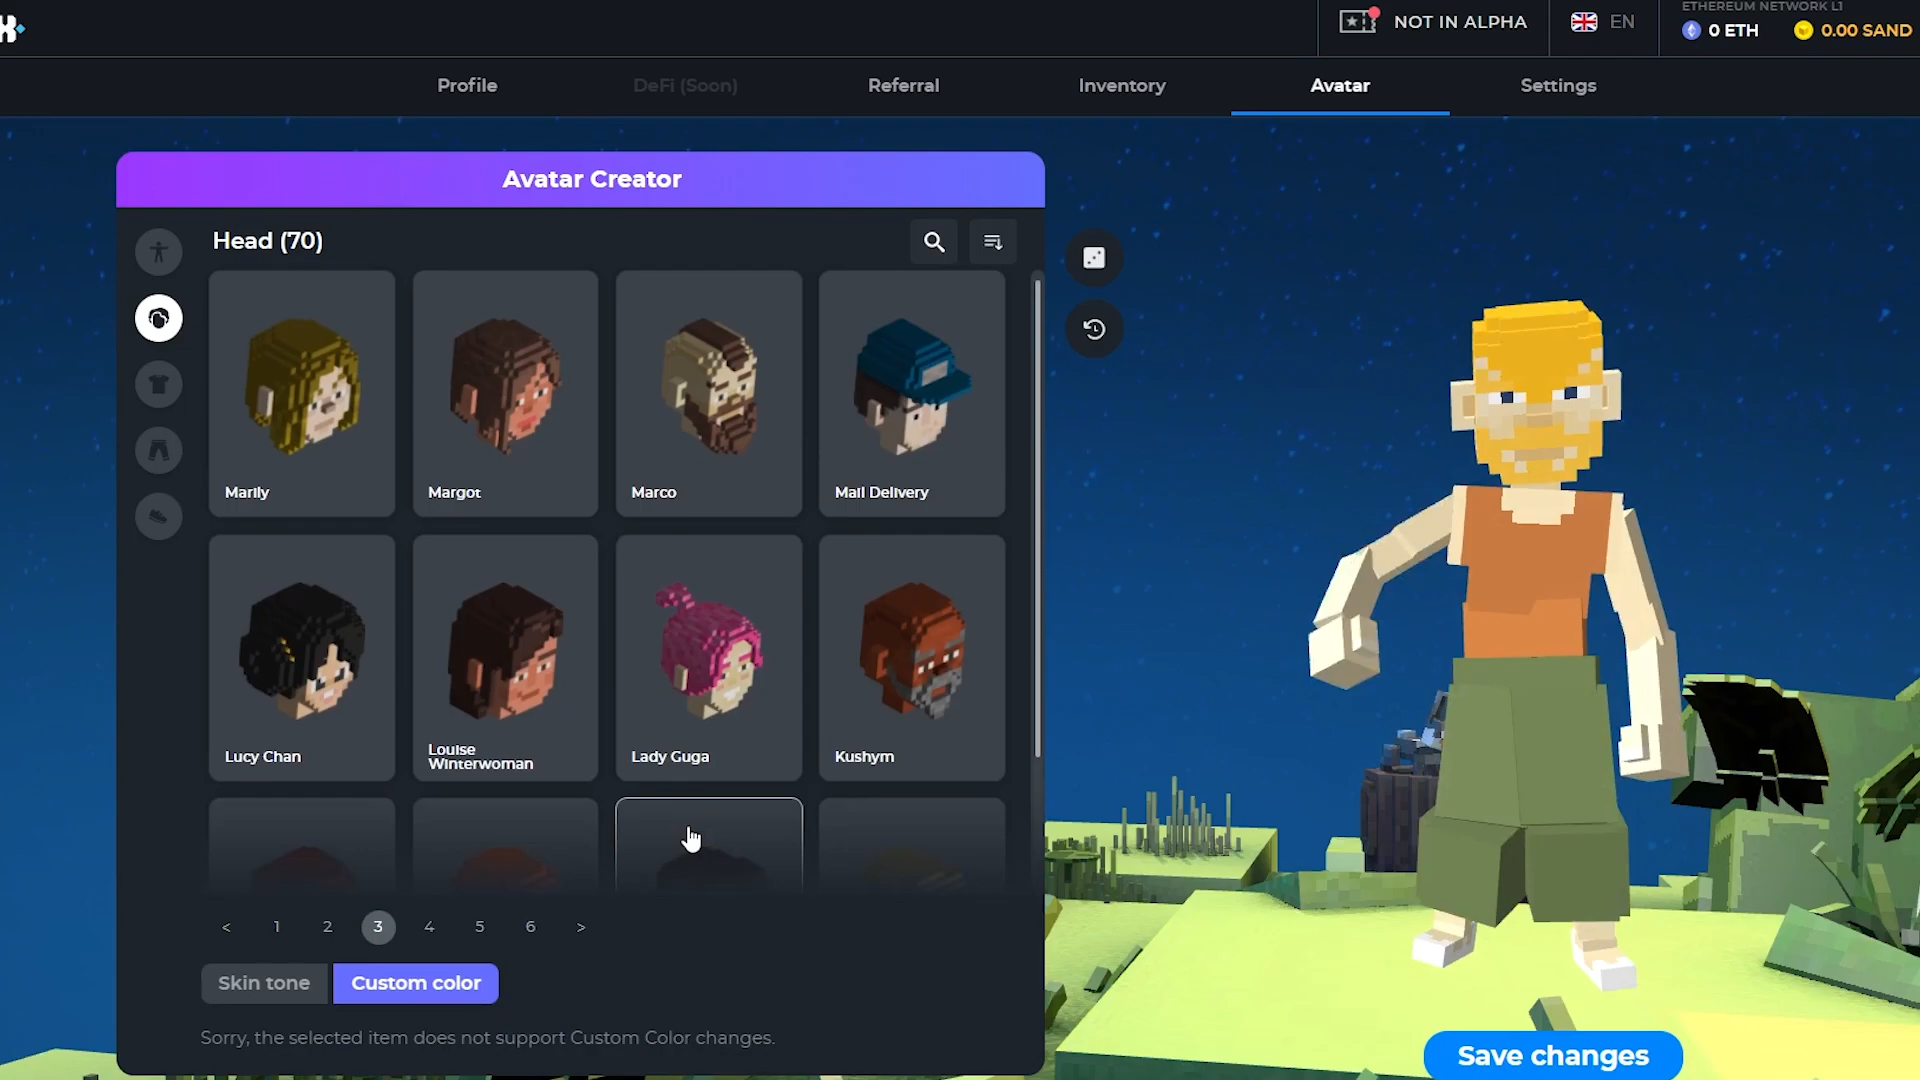 ETHEREUM NETWORK L1
NOT IN ALPHA
EN
0 ETH
0.00 SAND
Profile
DeFi (Soon)
Referral
Inventory
Avatar
Settings
Avatar Creator
Head (70)
Marily
Margot
Marco
Mail Delivery
Lucy Chan
Louise
Winterwoman
Lady Guga
Kushym
< 1 2 3 4 5 6 >
Skin tone
Custom color
Sorry, the selected item does not support Custom Color changes.
Save changes